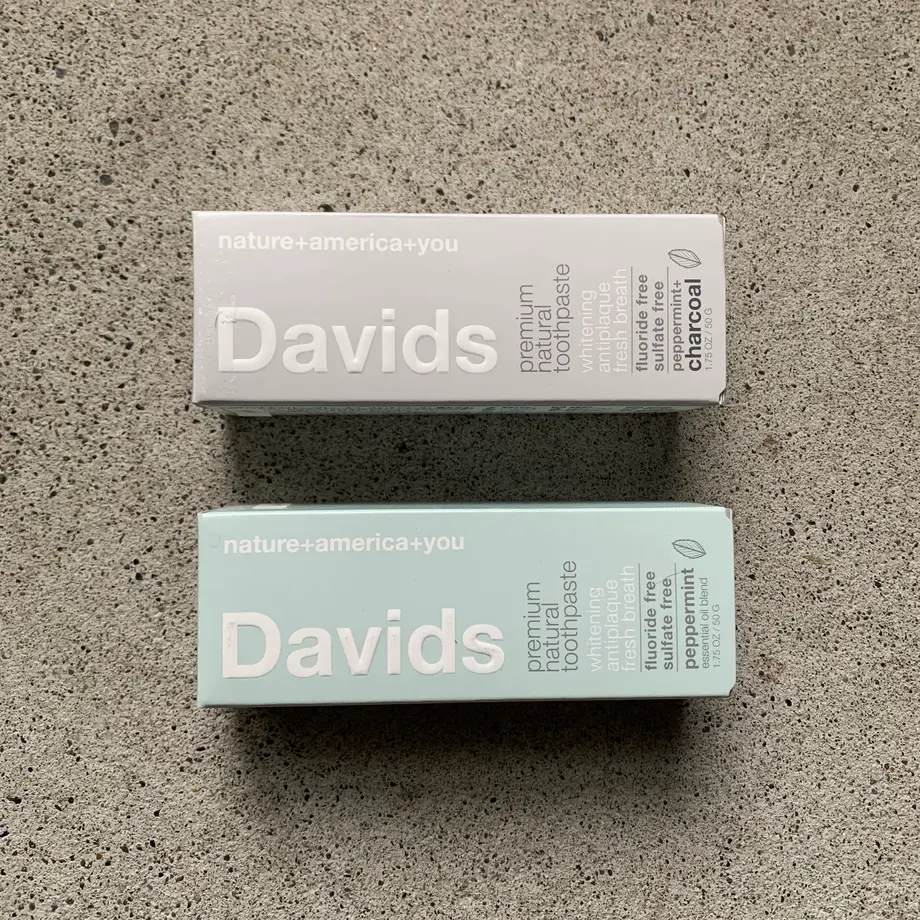 nature+america+you
Davids
premium
natural
toothpaste
whitening
antiplaque
fresh breath
fluoride free
sulfate free
peppermint+
charcoal
1.75 OZ / 50 G
nature+america+you
Davids
premium
natural
toothpaste
whitening
antiplaque
fresh breath
fluoride free
sulfate free
peppermint
essential oil blend
1.75 OZ / 50 G